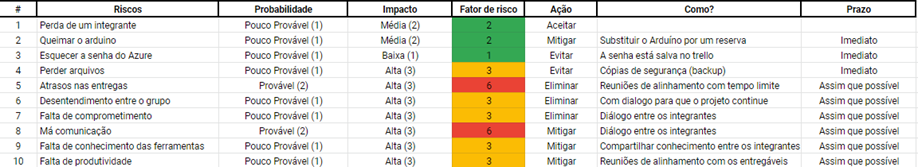 # Riscos Probabilidade Impacto Fator de risco Ação Como? Prazo
1 Perda de um integrante Pouco Provável (1) Média (2) 2 Aceitar
2 Queimar o arduino Pouco Provável (1) Média (2) 2 Mitigar Substituir o Arduíno por um reserva Imediato
3 Esquecer a senha do Azure Pouco Provável (1) Baixa (1) 1 Evitar A senha está salva no trello Imediato
4 Perder arquivos Pouco Provável (1) Alta (3) 3 Evitar Cópias de segurança (backup) Imediato
5 Atrasos nas entregas Provável (2) Alta (3) 6 Eliminar Reuniões de alinhamento com tempo limite Assim que possível
6 Desentendimento entre o grupo Pouco Provável (1) Alta (3) 3 Eliminar Com dialogo para que o projeto continue Assim que possível
7 Falta de comprometimento Pouco Provável (1) Alta (3) 3 Eliminar Diálogo entre os integrantes Assim que possível
8 Má comunicação Provável (2) Alta (3) 6 Mitigar Diálogo entre os integrantes Assim que possível
9 Falta de conhecimento das ferramentas Pouco Provável (1) Alta (3) 3 Mitigar Compartilhar conhecimento entre os integrantes Assim que possível
10 Falta de produtividade Pouco Provável (1) Alta (3) 3 Mitigar Reuniões de alinhamento com os entregáveis Assim que possível